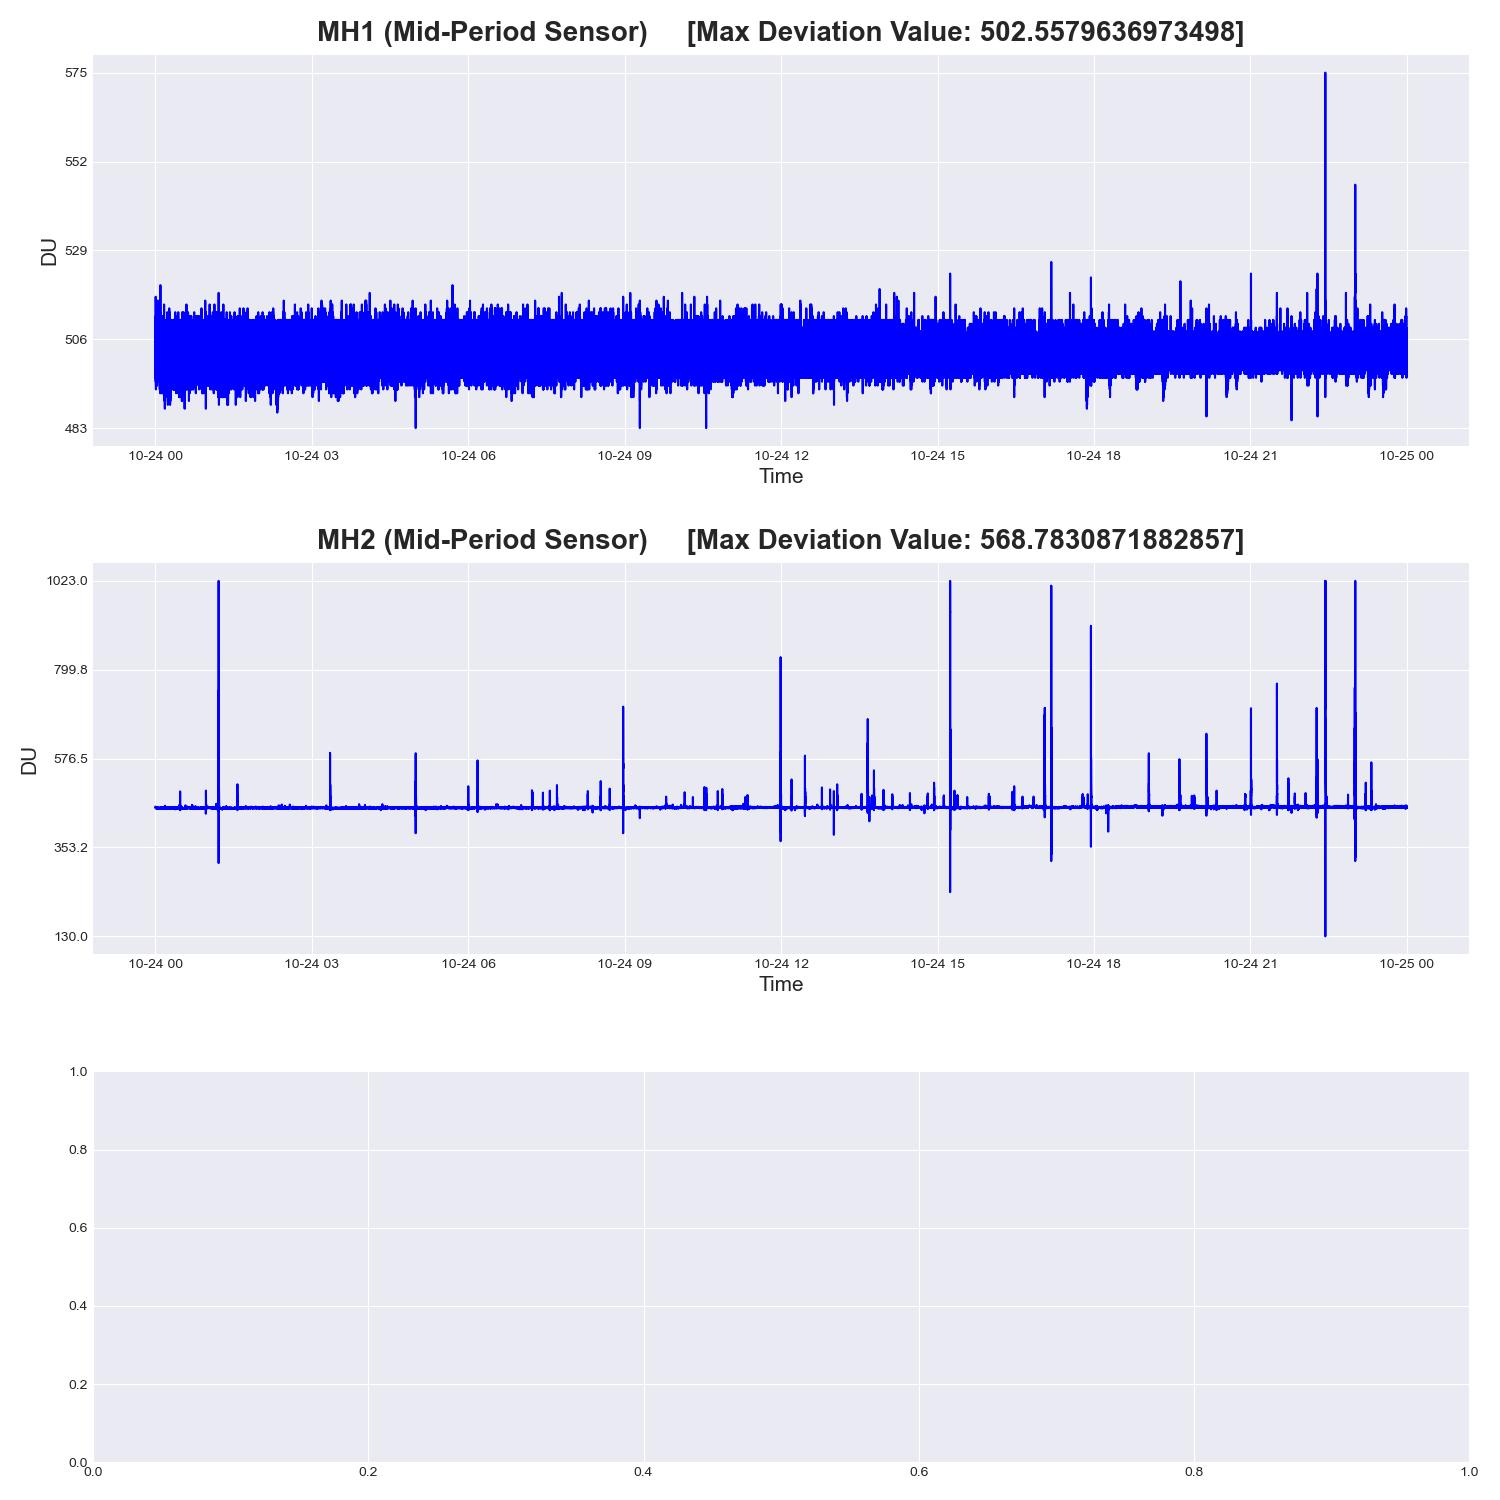 MH1 (Mid-Period Sensor) [Max Deviation Value: 502.5579636973498]
575
552
529
506
483
DU
10-24 00 10-24 03 10-24 06 10-24 09 10-24 12 10-24 15 10-24 18 10-24 21 10-25 00
Time
MH2 (Mid-Period Sensor) [Max Deviation Value: 568.7830871882857]
1023.0
799.8
576.5
353.2
130.0
DU
10-24 00 10-24 03 10-24 06 10-24 09 10-24 12 10-24 15 10-24 18 10-24 21 10-25 00
Time
1.0
0.8
0.6
0.4
0.2
0.0
0.0 0.2 0.4 0.6 0.8 1.0